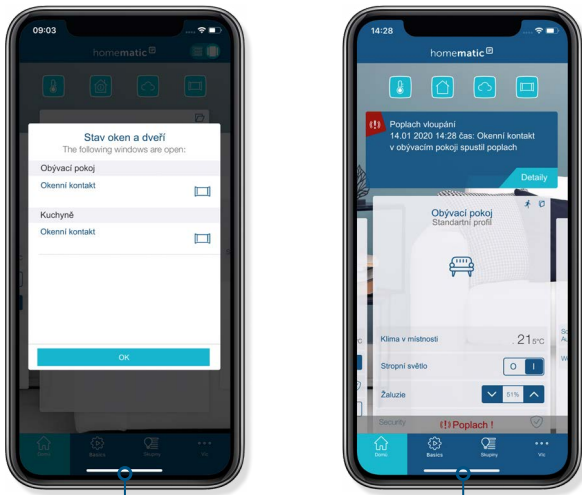 09:03
homematic IP
Stav oken a dveří
The following windows are open:
Obývací pokoj
Okenní kontakt
Kuchyně
Okenní kontakt
OK
Domů
Basics
Skupiny
Víc
14:28
homematic IP
Poplach vloupání
14.01 2020 14:28 čas: Okenní kontakt
v obývacím pokoji spustil poplach
Detaily
Obývací pokoj
Standartní profil
Klima v místnosti
. 21 5°C
Stropní světlo
O I
Žaluzie
51%
Security
Poplach !
Domů
Basics
Skupiny
Víc